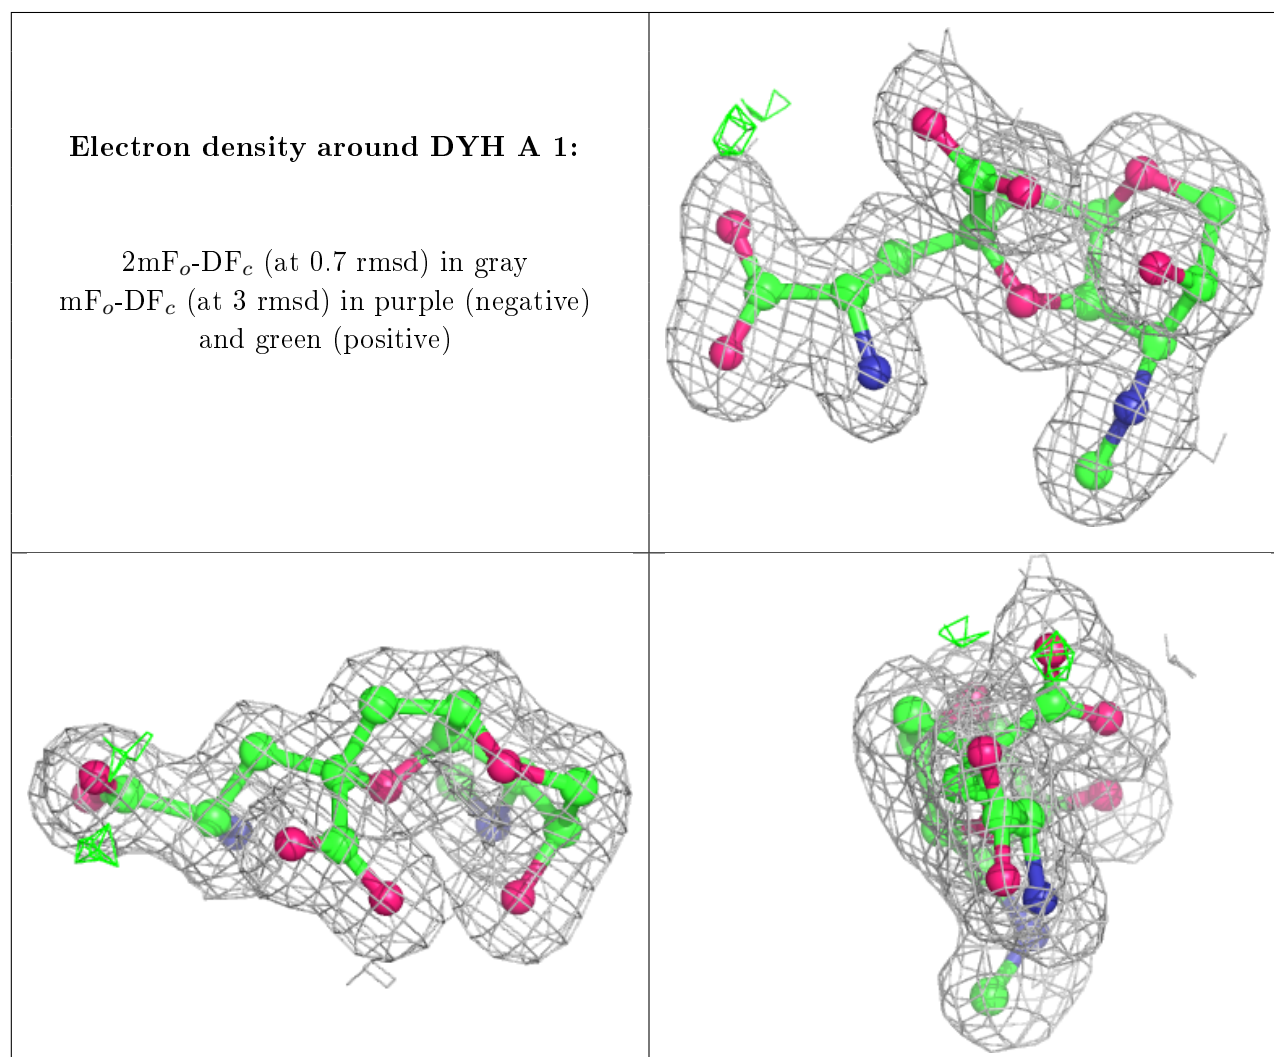 Electron density around DYH A 1:
2mFₒ-DF𝒸 (at 0.7 rmsd) in gray
mFₒ-DF𝒸 (at 3 rmsd) in purple (negative)
and green (positive)